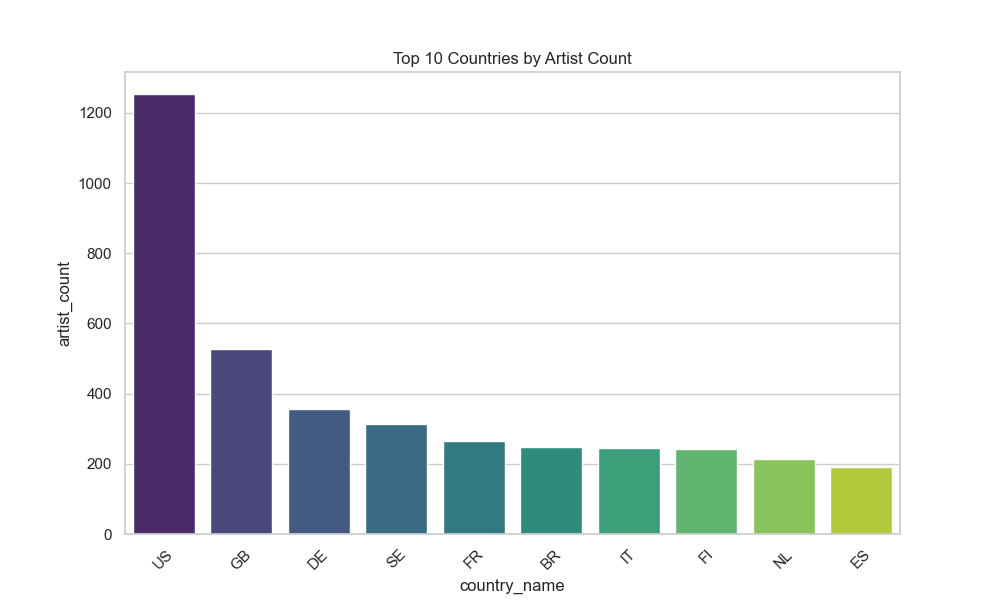 Top 10 Countries by Artist Count
artist_count
1200
1000
800
600
400
200
0
US
GB
DE
SE
FR
BR
IT
FI
NL
ES
country_name